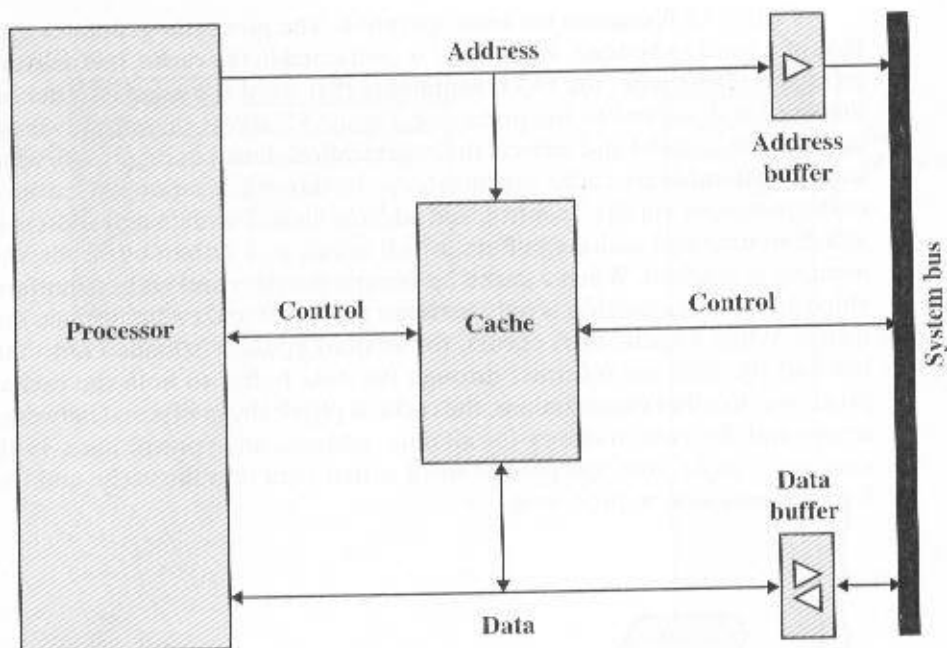 Address
Address
buffer
Processor
Control
Cache
Control
System bus
Data
buffer
Data